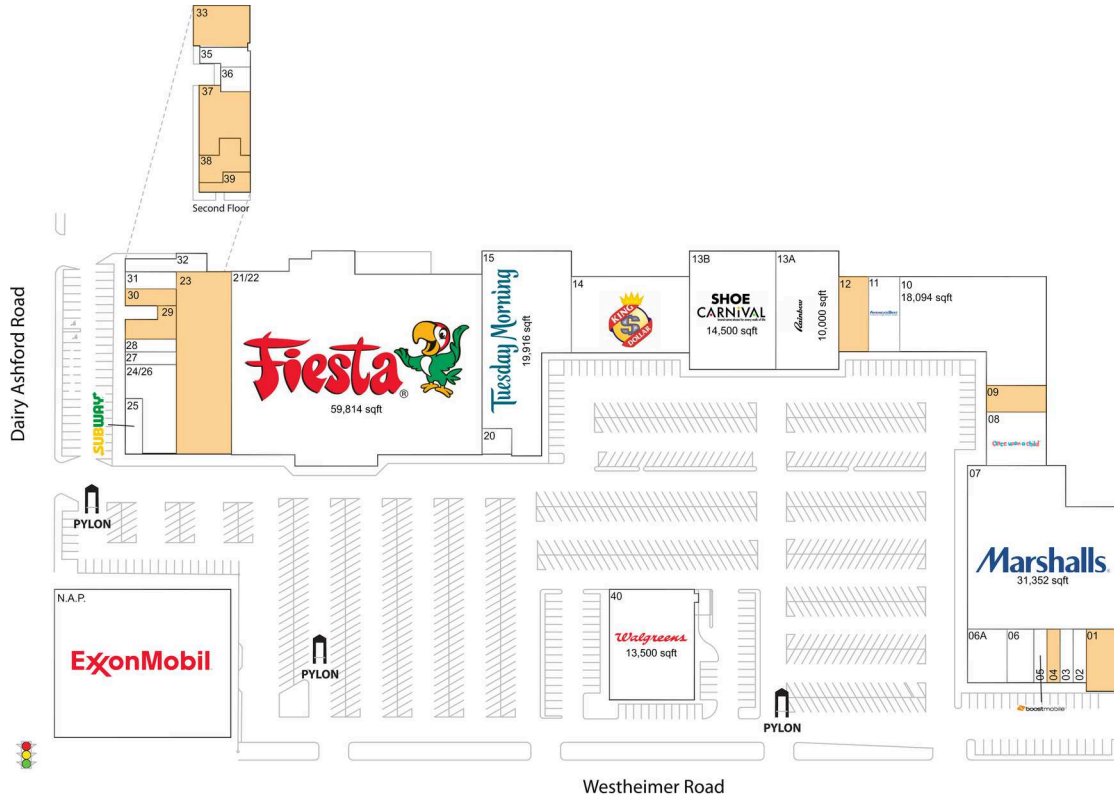 33
35
36
37
38
39
Second Floor
Dairy Ashford Road
32
31
30
29
28
27
24/26
25
SUBWAY
23
21/22
Fiesta
®
59,814 sqft
15
Tuesday Morning
19,916 sqft
20
14
KING
$
DOLLAR
13B
SHOE
CARNiVAL
14,500 sqft
13A
Rainbow
10,000 sqft
12
11
10
18,094 sqft
09
08
Once upon a child
07
Marshalls
31,352 sqft
06A
06
05
04
03
02
01
boostmobile
PYLON
N.A.P.
ExxonMobil
PYLON
40
Walgreens
13,500 sqft
PYLON
Westheimer Road